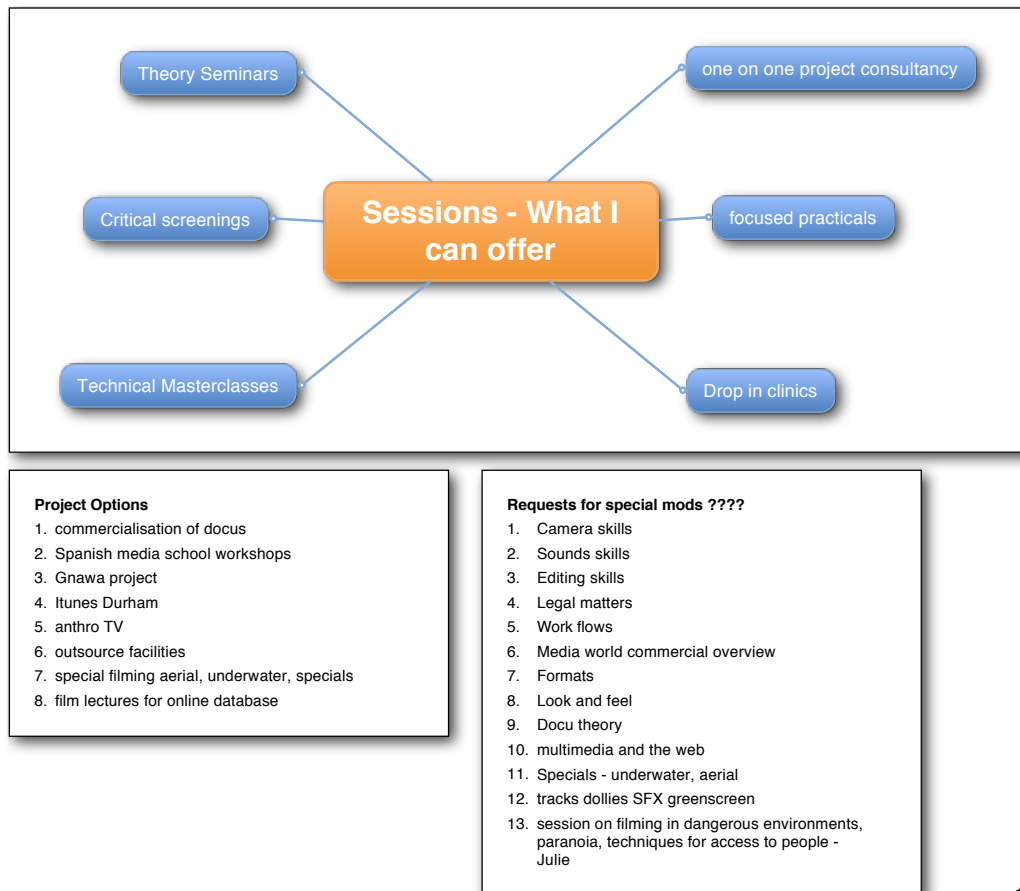 Theory Seminars
one on one project consultancy
Critical screenings
Sessions - What I
can offer
focused practicals
Technical Masterclasses
Drop in clinics
Project Options
1. commercialisation of docus
2. Spanish media school workshops
3. Gnawa project
4. Itunes Durham
5. anthro TV
6. outsource facilities
7. special filming aerial, underwater, specials
8. film lectures for online database
Requests for special mods ????
1. Camera skills
2. Sounds skills
3. Editing skills
4. Legal matters
5. Work flows
6. Media world commercial overview
7. Formats
8. Look and feel
9. Docu theory
10. multimedia and the web
11. Specials - underwater, aerial
12. tracks dollies SFX greenscreen
13. session on filming in dangerous environments,
paranoia, techniques for access to people -
Julie